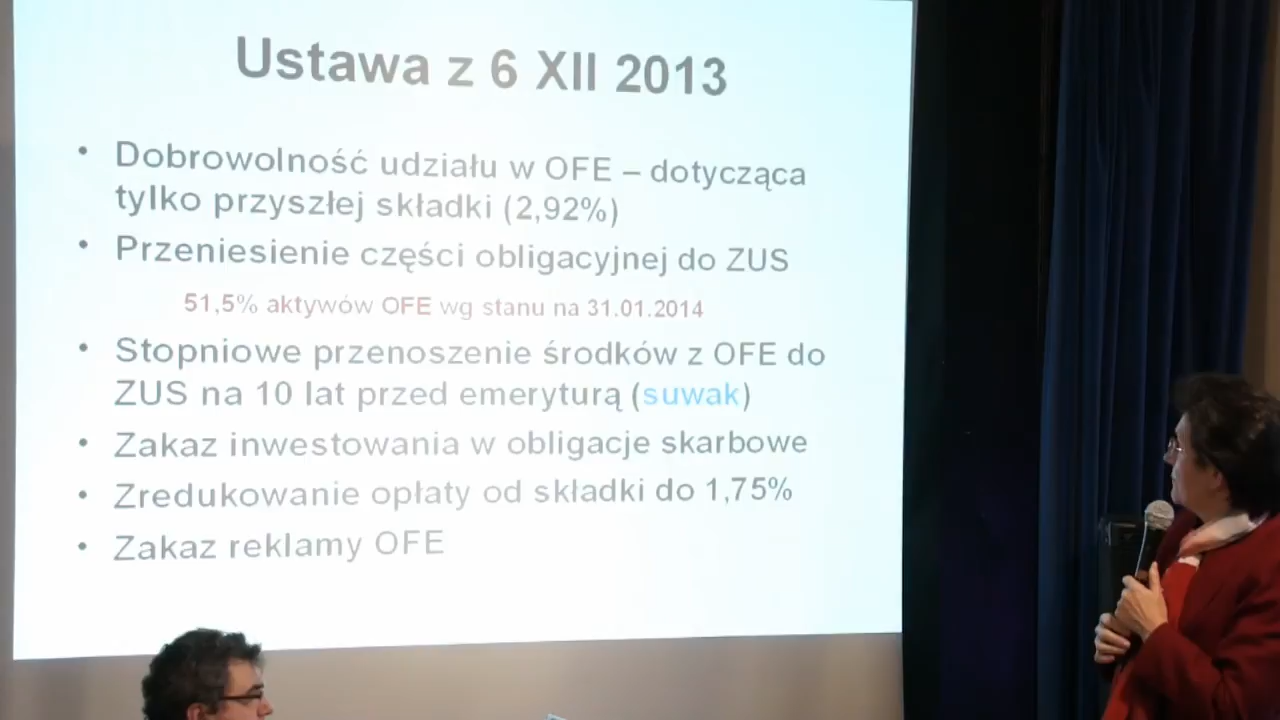 Ustawa z 6 XII 2013
• Dobrowolność udziału w OFE – dotycząca
tylko przyszłej składki (2,92%)
• Przeniesienie części obligacyjnej do ZUS
51,5% aktywów OFE wg stanu na 31.01.2014
• Stopniowe przenoszenie środków z OFE do
ZUS na 10 lat przed emeryturą (suwak)
• Zakaz inwestowania w obligacje skarbowe
• Zredukowanie opłaty od składki do 1,75%
• Zakaz reklamy OFE